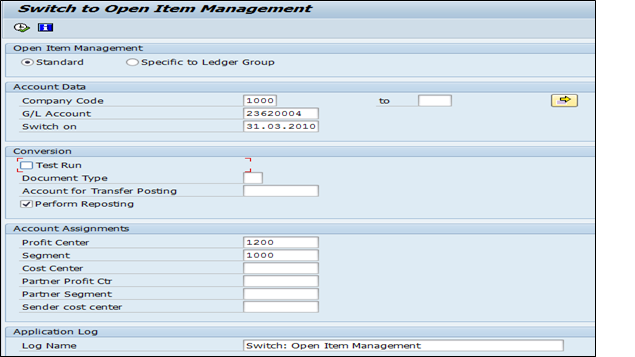 Switch to Open Item Management
Open Item Management
Standard Specific to Ledger Group
Account Data
Company Code 1000 to
G/L Account 23620004
Switch on 31.03.2010
Conversion
Test Run
Document Type
Account for Transfer Posting
Perform Reposting
Account Assignments
Profit Center 1200
Segment 1000
Cost Center
Partner Profit Ctr
Partner Segment
Sender cost center
Application Log
Log Name Switch: Open Item Management